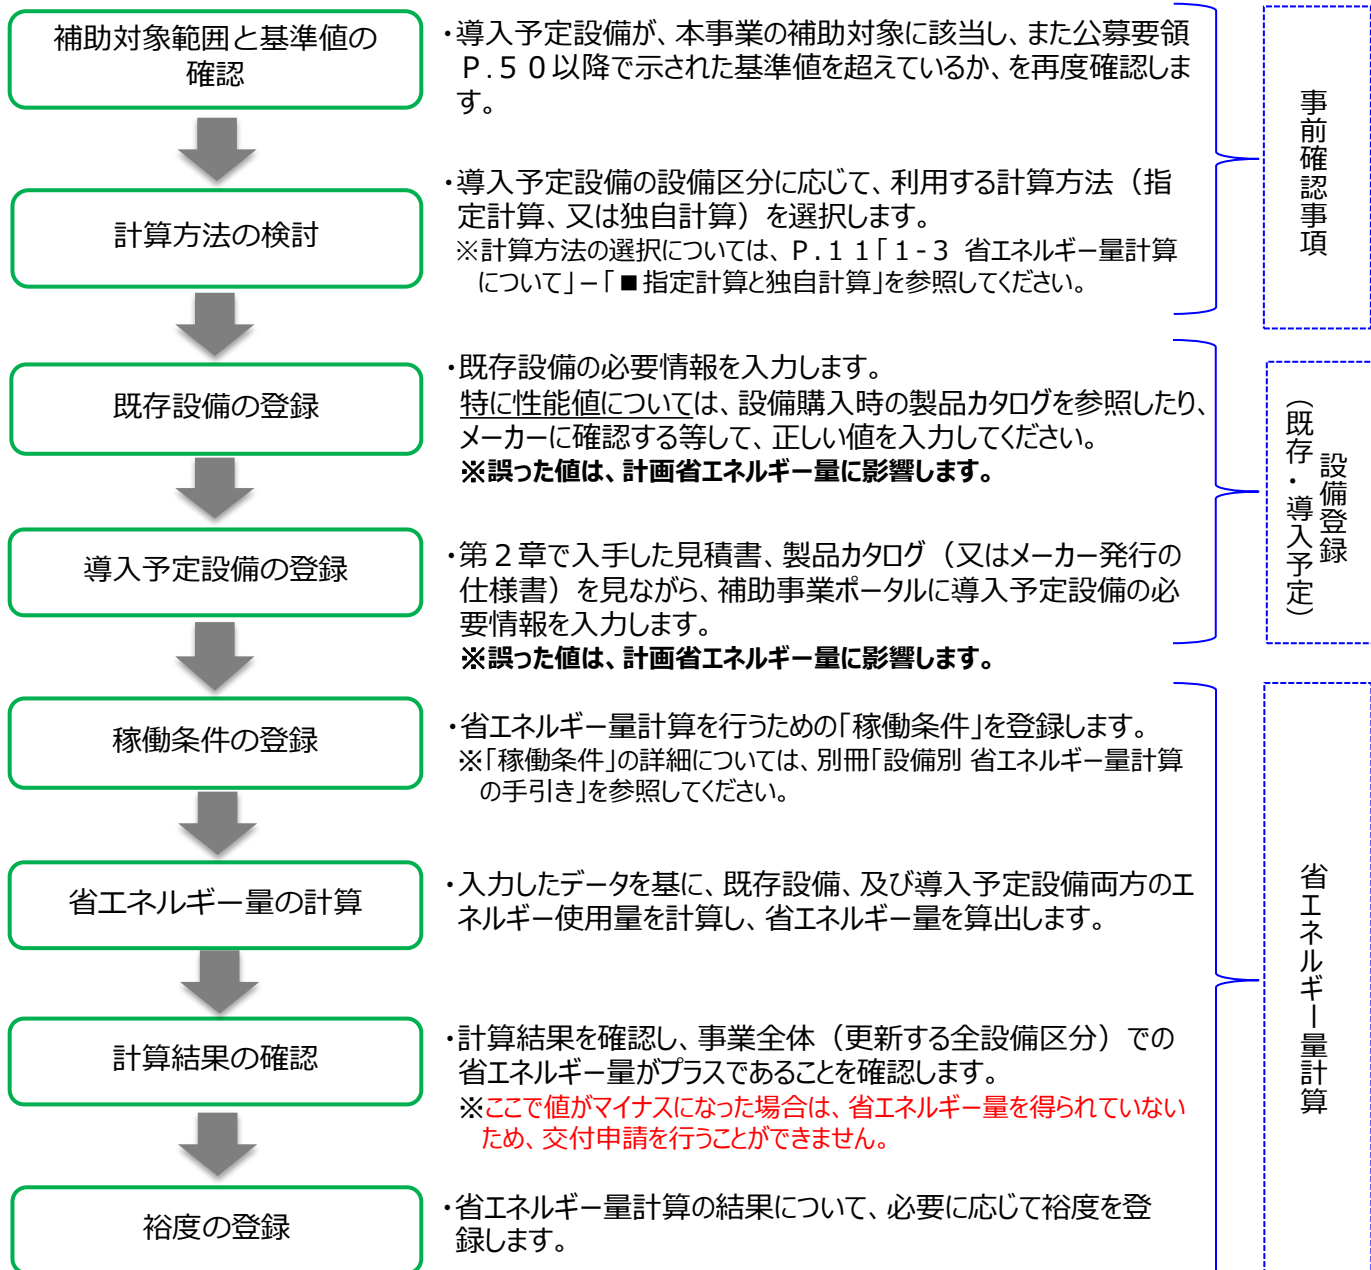 補助対象範囲と基準値の
確認
・導入予定設備が、本事業の補助対象に該当し、また公募要領
P.５０以降で示された基準値を超えているか、を再度確認しま
す。
計算方法の検討
・導入予定設備の設備区分に応じて、利用する計算方法（指
定計算、又は独自計算）を選択します。
※計算方法の選択については、P.１１「1-3 省エネルギー量計算
について」－「■指定計算と独自計算」を参照してください。
事前確認事項
既存設備の登録
・既存設備の必要情報を入力します。
特に性能値については、設備購入時の製品カタログを参照したり、
メーカーに確認する等して、正しい値を入力してください。
※誤った値は、計画省エネルギー量に影響します。
導入予定設備の登録
・第２章で入手した見積書、製品カタログ（又はメーカー発行の
仕様書）を見ながら、補助事業ポータルに導入予定設備の必
要情報を入力します。
※誤った値は、計画省エネルギー量に影響します。
設備登録
（既存・導入予定）
稼働条件の登録
・省エネルギー量計算を行うための「稼働条件」を登録します。
※「稼働条件」の詳細については、別冊「設備別 省エネルギー量計算
の手引き」を参照してください。
省エネルギー量の計算
・入力したデータを基に、既存設備、及び導入予定設備両方のエ
ネルギー使用量を計算し、省エネルギー量を算出します。
計算結果の確認
・計算結果を確認し、事業全体（更新する全設備区分）での
省エネルギー量がプラスであることを確認します。
※ここで値がマイナスになった場合は、省エネルギー量を得られていない
ため、交付申請を行うことができません。
裕度の登録
・省エネルギー量計算の結果について、必要に応じて裕度を登
録します。
省エネルギー量計算